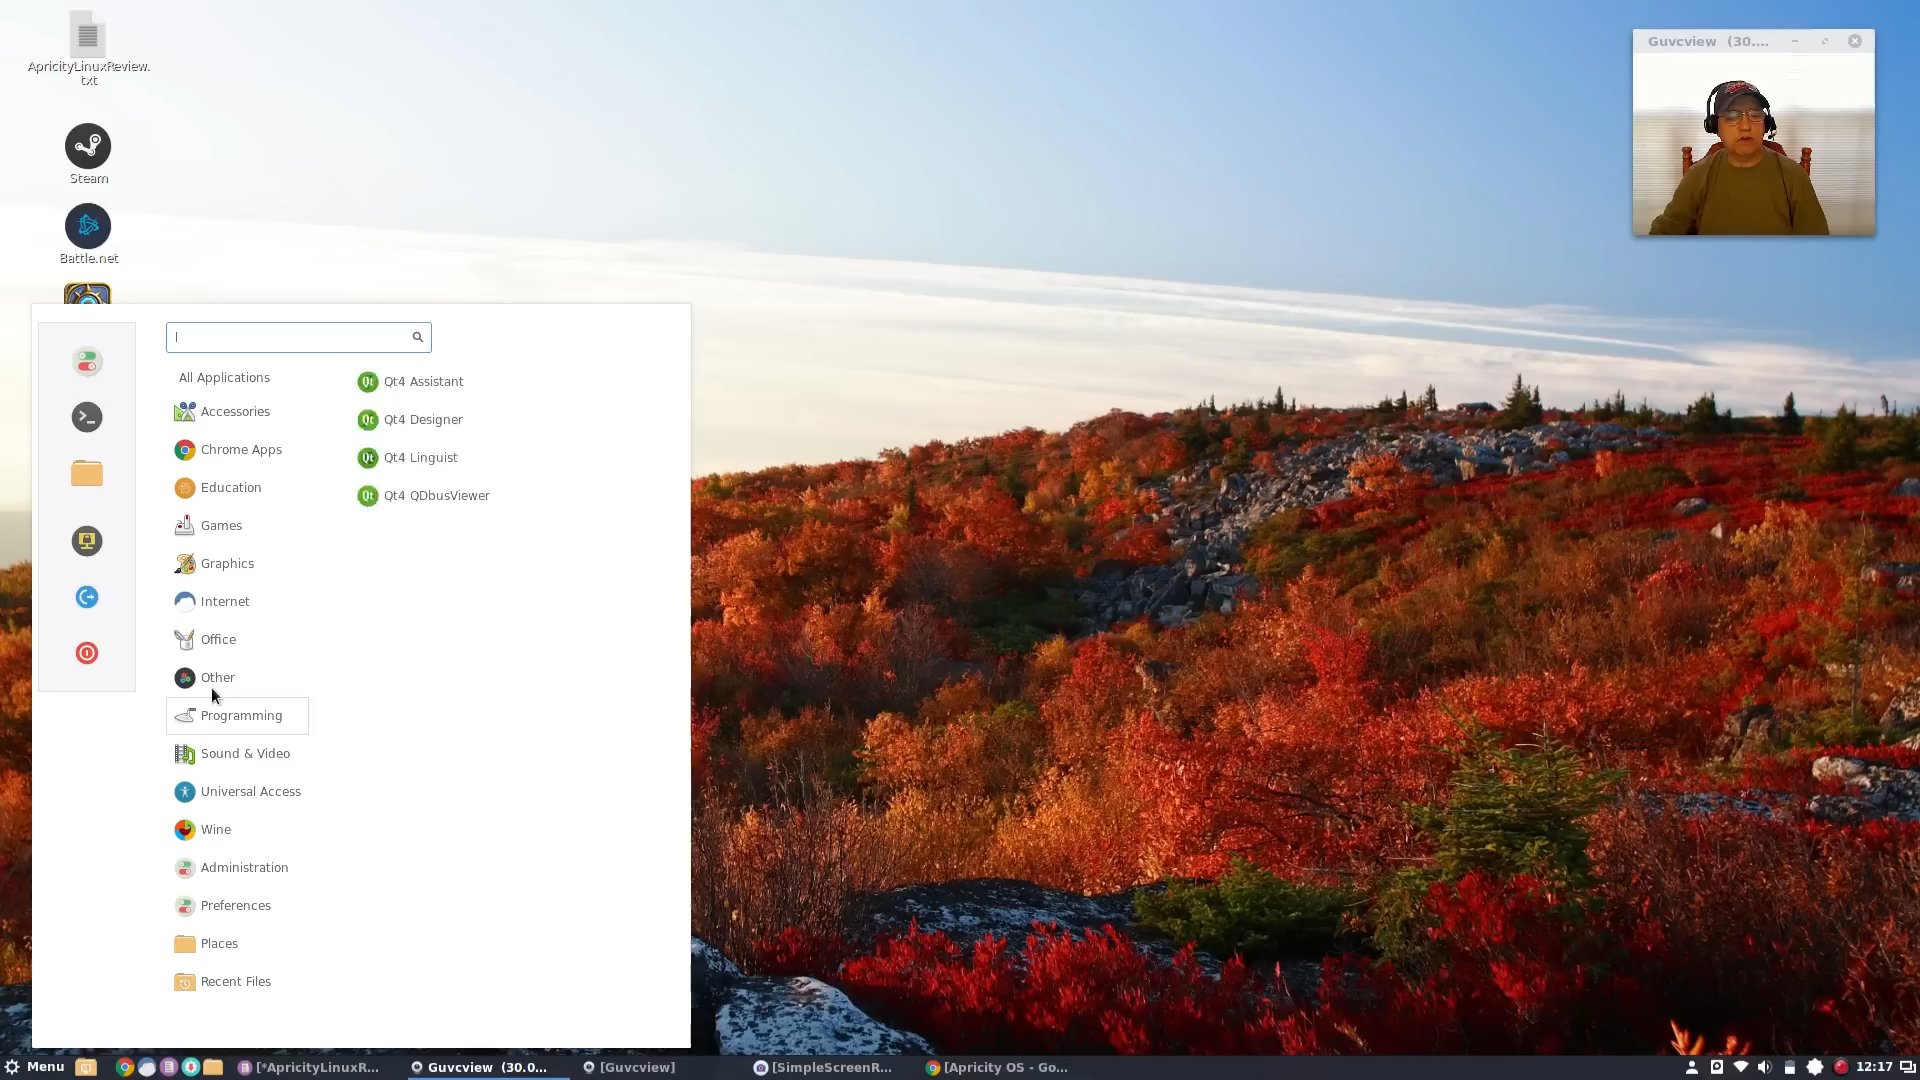 ApricityLinuxReview.
txt
Steam
Battle.net
Guvcview (30....
All Applications
Accessories
Chrome Apps
Education
Games
Graphics
Internet
Office
Other
Programming
Sound & Video
Universal Access
Wine
Administration
Preferences
Places
Recent Files
Qt4 Assistant
Qt4 Designer
Qt4 Linguist
Qt4 QDbusViewer
Menu
[*ApricityLinuxR...
Guvcview (30.0...
[Guvcview]
[SimpleScreenR...
[Apricity OS - Go...
12:17